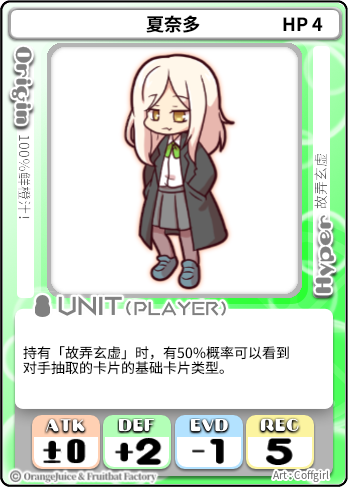 夏奈多
HP 4
Origin
100%鲜橙汁!
Hyper
故弄玄虚
UNIT(PLAYER)
持有「故弄玄虚」时，有50%概率可以看到
对手抽取的卡片的基础卡片类型。
ATK DEF EVD REC
±0 +2 -1 5
©OrangeJuice & Fruitbat Factory
Art:Coffgirl